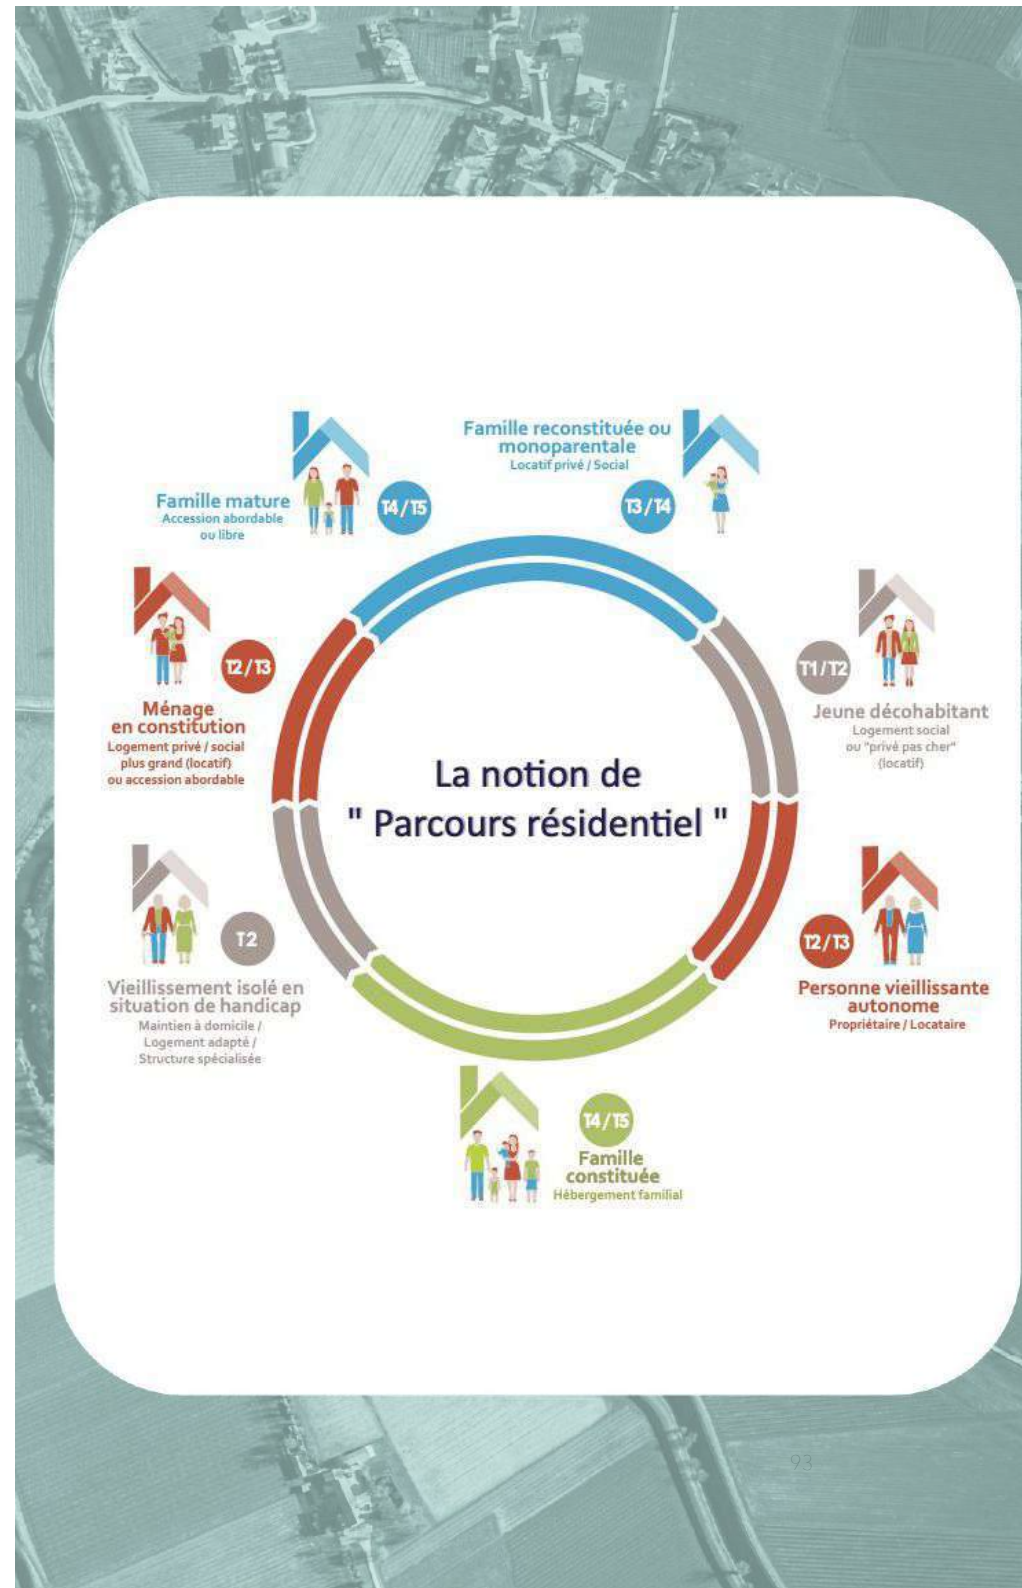 Famille reconstituée ou
monoparentale
Locatif privé / Social
T3/T4
Famille mature
Accession abordable
ou libre
T4/T5
T2/T3
Ménage
en constitution
Logement privé / social
plus grand (locatif)
ou accession abordable
T1/T2
Jeune décohabitant
Logement social
ou "privé pas cher"
(locatif)
La notion de
" Parcours résidentiel "
T2
Vieillissement isolé en
situation de handicap
Maintien à domicile /
Logement adapté /
Structure spécialisée
T2/T3
Personne vieillissante
autonome
Propriétaire / Locataire
T4/T5
Famille
constituée
Hébergement familial
93